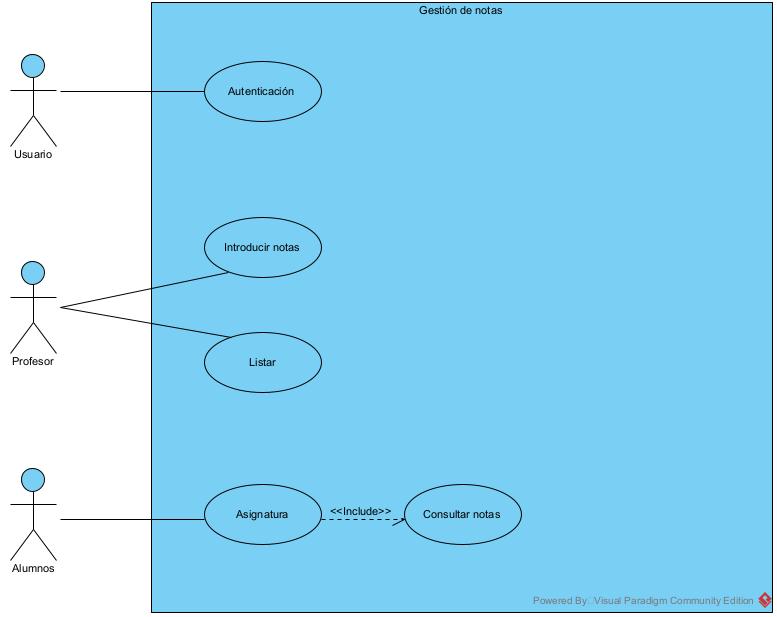 Gestión de notas
Autenticación
Usuario
Introducir notas
Profesor
Listar
Asignatura
<<Include>>
Consultar notas
Alumnos
Powered By Visual Paradigm Community Edition